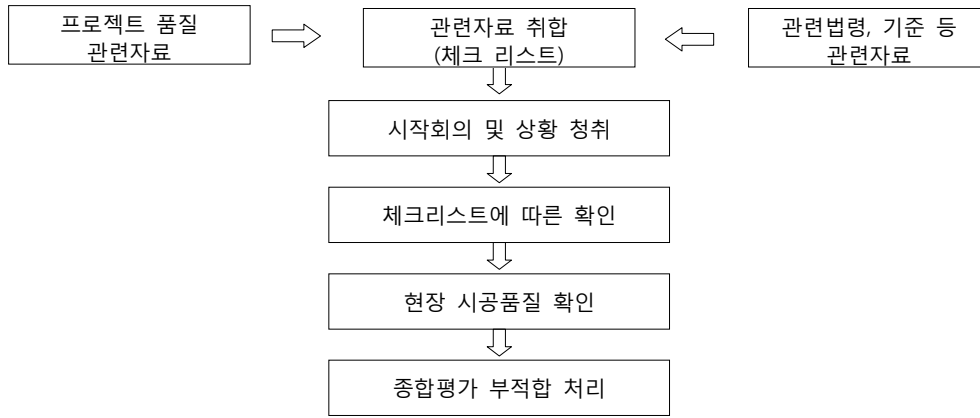 프로젝트 품질
관련자료
관련자료 취합
(체크 리스트)
관련법령, 기준 등
관련자료
시작회의 및 상황 청취
체크리스트에 따른 확인
현장 시공품질 확인
종합평가 부적합 처리